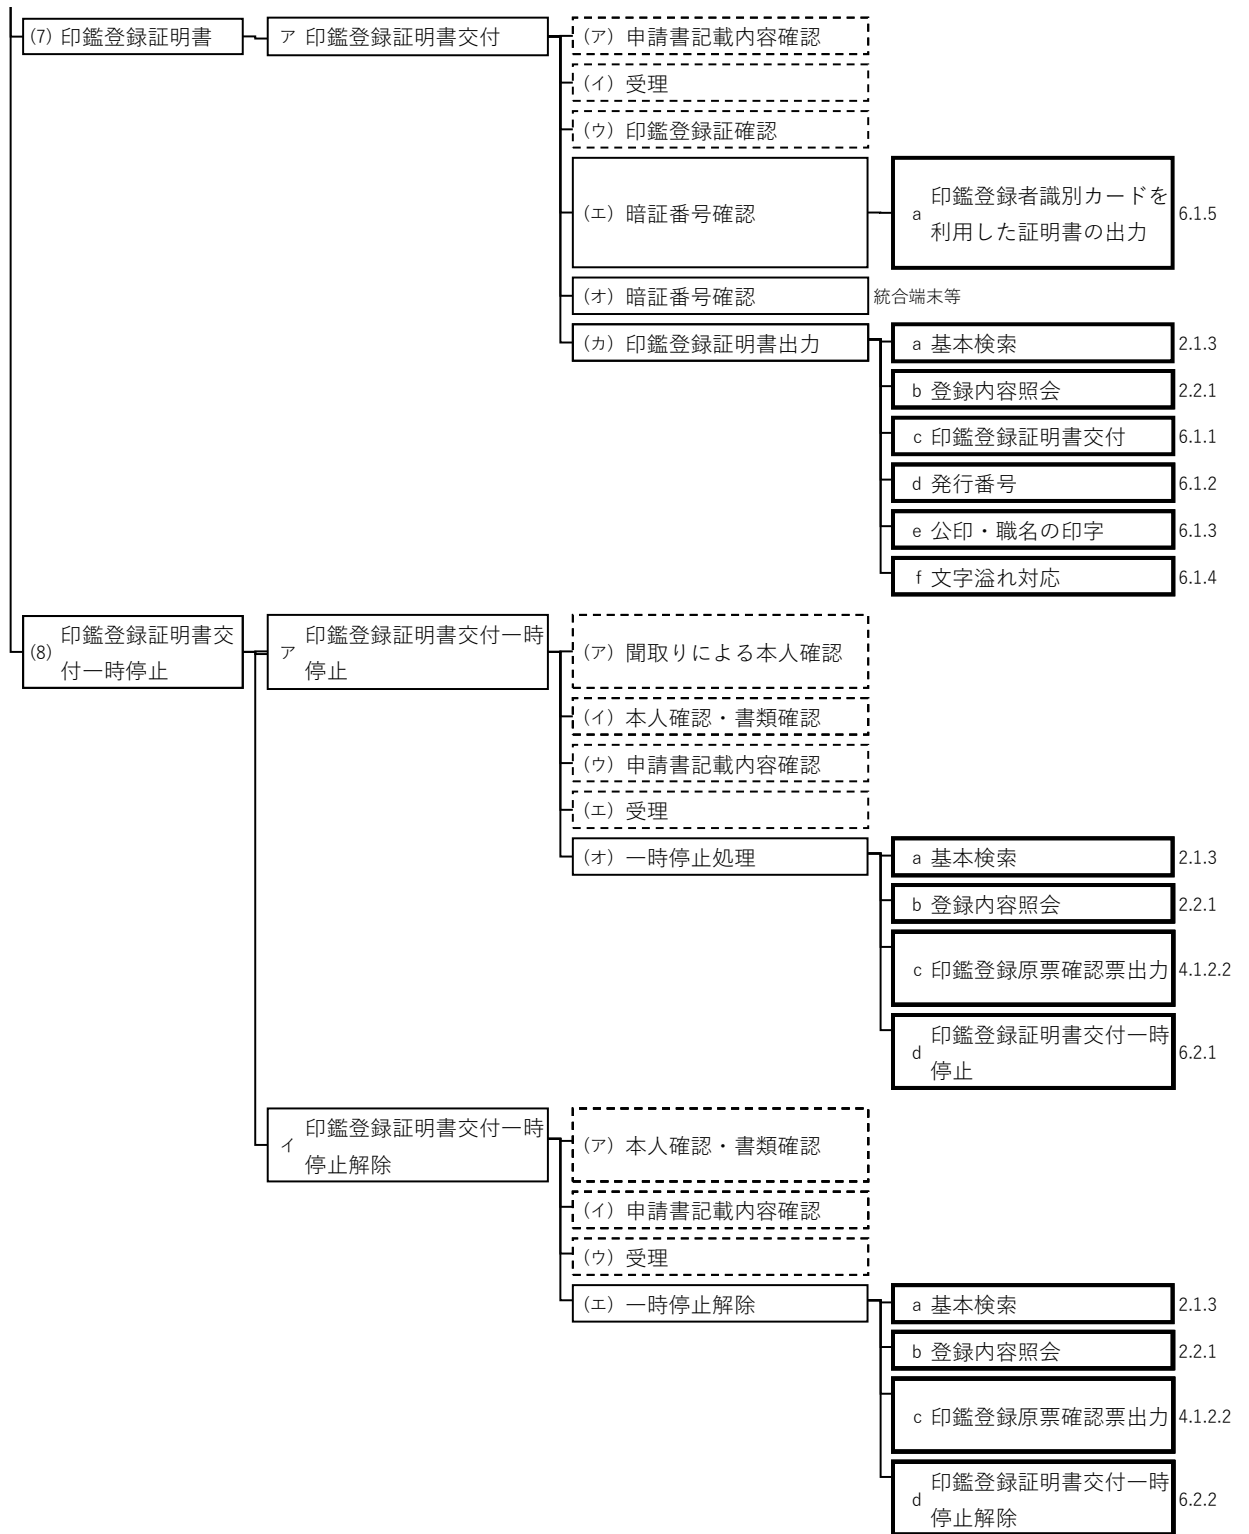 (7) 印鑑登録証明書
ア 印鑑登録証明書交付
(ア) 申請書記載内容確認
(イ) 受理
(ウ) 印鑑登録証確認
(エ) 暗証番号確認
a 印鑑登録者識別カードを
利用した証明書の出力
6.1.5
(オ) 暗証番号確認
統合端末等
(カ) 印鑑登録証明書出力
a 基本検索
2.1.3
b 登録内容照会
2.2.1
c 印鑑登録証明書交付
6.1.1
d 発行番号
6.1.2
e 公印・職名の印字
6.1.3
f 文字溢れ対応
6.1.4
(8) 印鑑登録証明書交
付一時停止
ア 印鑑登録証明書交付一時
停止
(ア) 聞取りによる本人確認
(イ) 本人確認・書類確認
(ウ) 申請書記載内容確認
(エ) 受理
(オ) 一時停止処理
a 基本検索
2.1.3
b 登録内容照会
2.2.1
c 印鑑登録原票確認票出力
4.1.2.2
d 印鑑登録証明書交付一時
停止
6.2.1
イ 印鑑登録証明書交付一時
停止解除
(ア) 本人確認・書類確認
(イ) 申請書記載内容確認
(ウ) 受理
(エ) 一時停止解除
a 基本検索
2.1.3
b 登録内容照会
2.2.1
c 印鑑登録原票確認票出力
4.1.2.2
d 印鑑登録証明書交付一時
停止解除
6.2.2